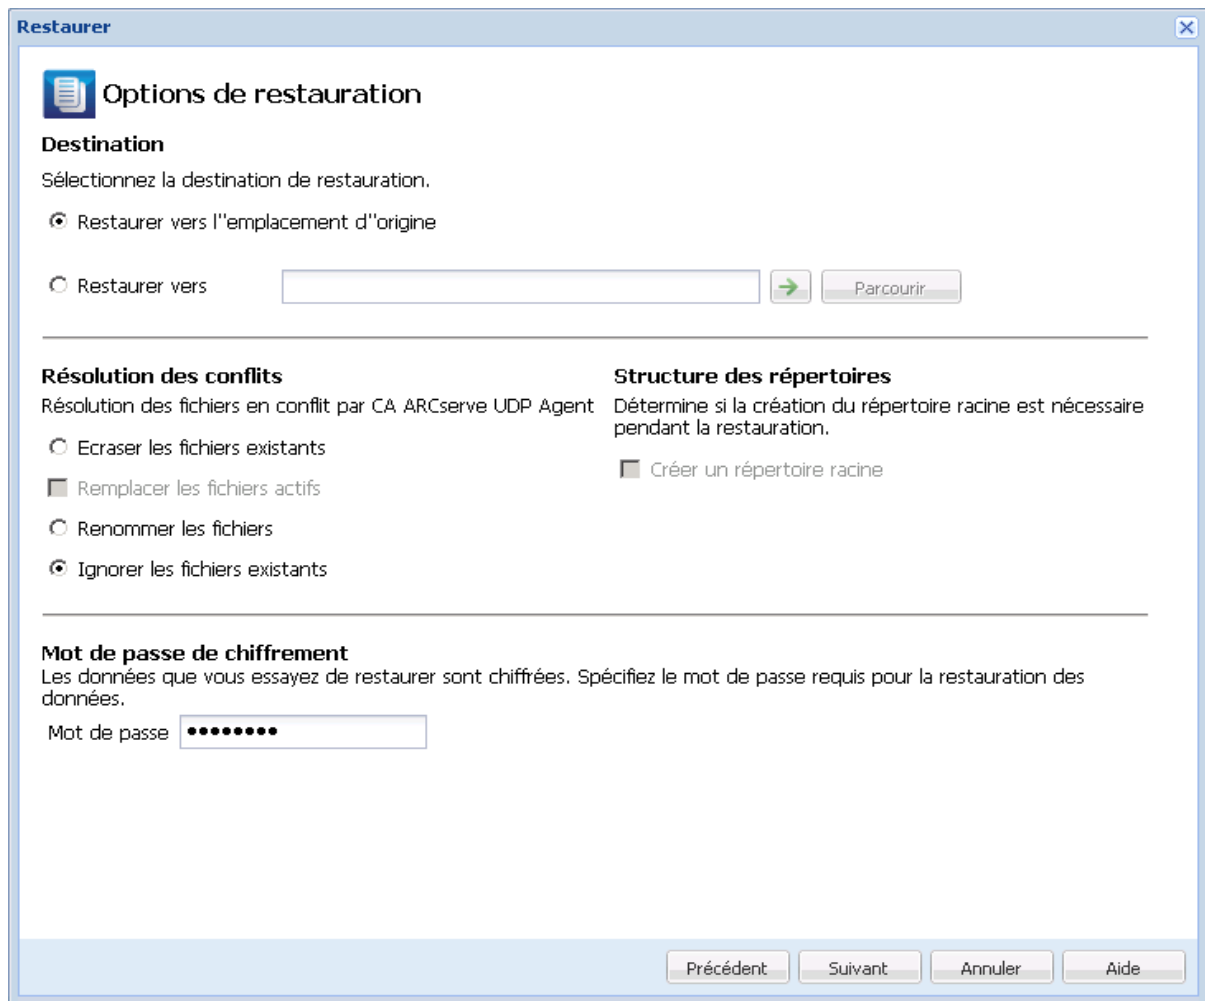 Restaurer
Options de restauration
Destination
Sélectionnez la destination de restauration.
Restaurer vers l''emplacement d''origine
Restaurer vers
Parcourir
Résolution des conflits
Résolution des fichiers en conflit par CA ARCserve UDP Agent
Ecraser les fichiers existants
Remplacer les fichiers actifs
Renommer les fichiers
Ignorer les fichiers existants
Structure des répertoires
Détermine si la création du répertoire racine est nécessaire
pendant la restauration.
Créer un répertoire racine
Mot de passe de chiffrement
Les données que vous essayez de restaurer sont chiffrées. Spécifiez le mot de passe requis pour la restauration des
données.
Mot de passe ••••••••
Précédent Suivant Annuler Aide